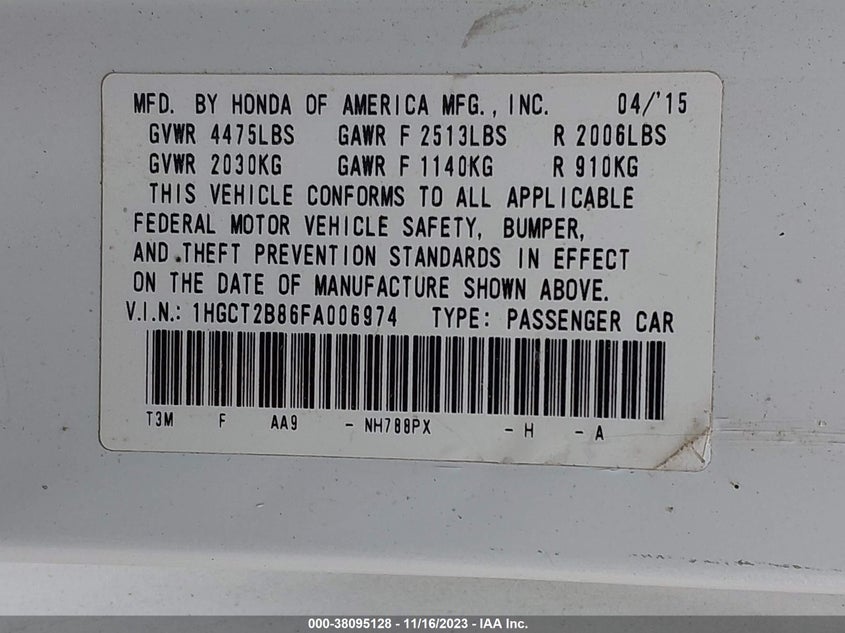 MFD. BY HONDA OF AMERICA MFG., INC. 04/'15
GVWR 4475LBS GAWR F 2513LBS R 2006LBS
GVWR 2030KG GAWR F 1140KG R 910KG
THIS VEHICLE CONFORMS TO ALL APPLICABLE
FEDERAL MOTOR VEHICLE SAFETY, BUMPER,
AND THEFT PREVENTION STANDARDS IN EFFECT
ON THE DATE OF MANUFACTURE SHOWN ABOVE.
V.I.N.: 1HGCT2B86FA006974 TYPE: PASSENGER CAR
T3M F AA9 - NH788PX - H - A
000-38095128 - 11/16/2023 - IAA Inc.